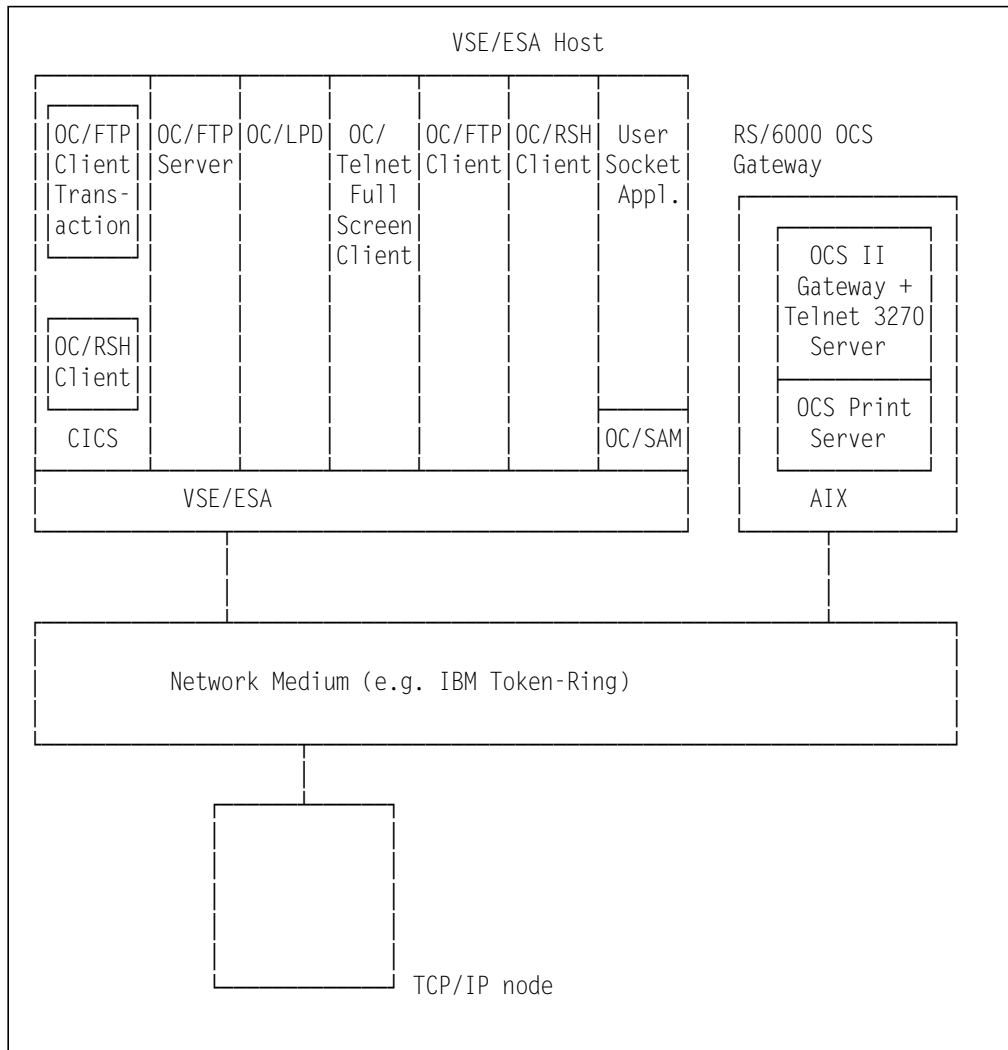 VSE/ESA Host
OC/FTP
Client
Trans-
action
OC/RSH
Client
CICS
OC/FTP
Server
OC/LPD
OC/
Telnet
Full
Screen
Client
OC/FTP
Client
OC/RSH
Client
User
Socket
Appl.
OC/SAM
VSE/ESA
RS/6000 OCS
Gateway
OCS II
Gateway +
Telnet 3270
Server
OCS Print
Server
AIX
Network Medium (e.g. IBM Token-Ring)
TCP/IP node